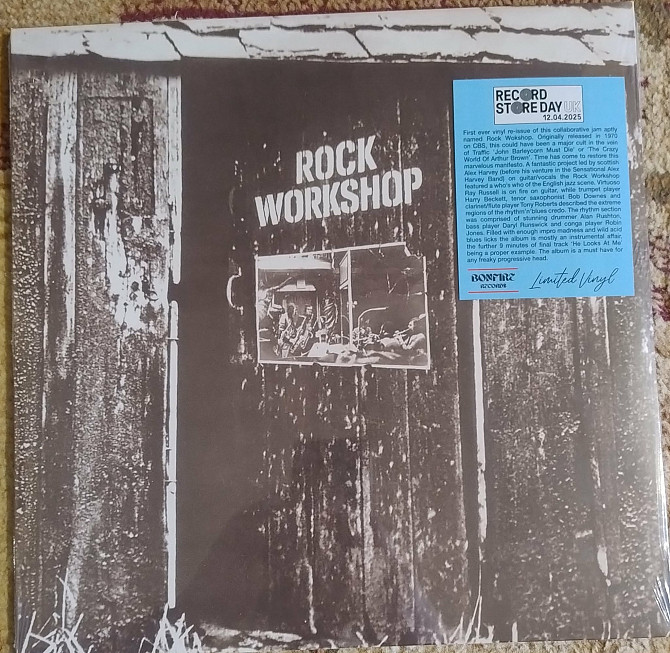 ROCK
WORKSHOP
RECORD
STORE DAY UK
12.04.2025
First ever vinyl re-issue of this collaborative jam aptly
named Rock Wokshop. Originally released in 1970
on CBS, this could have been a major cult in the vein
of Traffic 'John Barleycorn Must Die' or 'The Crazy
World Of Arthur Brown'. Time has come to restore this
marvelous manifesto. A fantastic project led by scottish
Alex Harvey (before his venture in the Sensational Alex
Harvey Band) on guitar/vocals the Rock Workshop
featured a who's who of the English jazz scene. Virtuoso
Ray Russell is on fire on guitar, while trumpet player
Harry Beckett, tenor saxophonist Bob Downes and
clarinet/flute player Tony Roberts described the extreme
regions of the rhythm'n'blues credo. The rhythm section
was comprised of stunning drummer Alan Rushton,
bass player Daryl Runswick and conga player Robin
Jones. Filled with enough impro madness and wild acid
blues licks the album is mostly an instrumental affair,
the further 9 minutes of final track 'He Looks At Me'
being a proper example. The album is a must have for
any freaky progressive head.
BONFIRE
RECORDS
Limited Vinyl